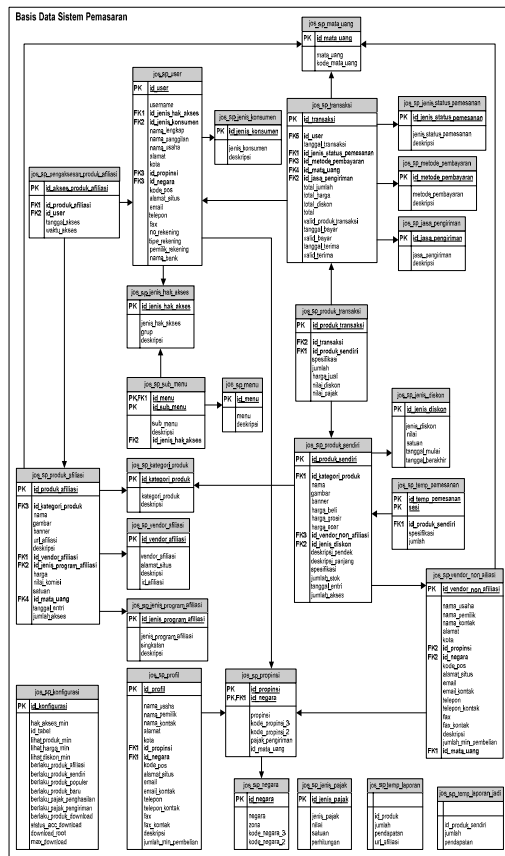 Basis Data Sistem Pemasaran
jos_sp_mata_uang
PK id_mata_uang
mata_uang
kode_mata_uang
jos_sp_user
PK id_user
username
FK1 id_jenis_hak_akses
FK2 id_jenis_konsumen
nama_lengkap
nama_panggilan
nama_usaha
alamat
kota
FK3 id_propinsi
FK3 id_negara
kode_pos
alamat_situs
email
telepon
fax
no_rekening
tipe_rekening
pemilik_rekening
nama_bank
jos_sp_jenis_konsumen
PK id_jenis_konsumen
jenis_konsumen
deskripsi
jos_sp_transaksi
PK id_transaksi
FK5 id_user
tanggal_transaksi
FK1 id_jenis_status_pemesanan
FK3 id_metode_pembayaran
FK4 id_mata_uang
FK2 id_jasa_pengiriman
total_jumlah
total_harga
total_diskon
total
valid_produk_transaksi
tanggal_bayar
valid_bayar
tanggal_terima
valid_terima
jos_sp_jenis_status_pemesanan
PK id_jenis_status_pemesanan
jenis_status_pemesanan
deskripsi
jos_sp_metode_pembayaran
PK id_metode_pembayaran
metode_pembayaran
deskripsi
jos_sp_jasa_pengiriman
PK id_jasa_pengiriman
jasa_pengiriman
deskripsi
jos_sp_pengaksesan_produk_afiliasi
PK id_akses_produk_afiliasi
FK1 id_produk_afiliasi
FK2 id_user
tanggal_akses
waktu_akses
jos_sp_jenis_hak_akses
PK id_jenis_hak_akses
jenis_hak_akses
grup
deskripsi
jos_sp_produk_transaksi
PK id_produk_transaksi
FK2 id_transaksi
FK1 id_produk_sendiri
spesifikasi
jumlah
harga_jual
nilai_diskon
nilai_pajak
jos_sp_sub_menu
PK,FK1 id_menu
PK id_sub_menu
sub_menu
deskripsi
FK2 id_jenis_hak_akses
jos_sp_menu
PK id_menu
menu
deskripsi
jos_sp_jenis_diskon
PK id_jenis_diskon
jenis_diskon
nilai
satuan
tanggal_mulai
tanggal_berakhir
jos_sp_produk_afiliasi
PK id_produk_afiliasi
FK3 id_kategori_produk
nama
gambar
banner
url_afiliasi
deskripsi
FK1 id_vendor_afiliasi
FK2 id_jenis_program_afiliasi
harga
nilai_komisi
satuan
FK4 id_mata_uang
tanggal_entri
jumlah_akses
jos_sp_kategori_produk
PK id_kategori_produk
kategori_produk
deskripsi
jos_sp_vendor_afiliasi
PK id_vendor_afiliasi
vendor_afiliasi
alamat_situs
deskripsi
id_afiliasi
jos_sp_jenis_program_afiliasi
PK id_jenis_program_afiliasi
jenis_program_afiliasi
singkatan
deskripsi
jos_sp_produk_sendiri
PK id_produk_sendiri
FK1 id_kategori_produk
nama
gambar
banner
harga_beli
harga_grosir
harga_ecer
FK3 id_vendor_non_afiliasi
FK2 id_jenis_diskon
deskripsi_pendek
deskripsi_panjang
spesifikasi
jumlah_stok
tanggal_entri
jumlah_akses
jos_sp_temp_pemesanan
PK id_temp_pemesanan
PK sesi
FK1 id_produk_sendiri
spesifikasi
jumlah
jos_sp_vendor_non_afiliasi
PK id_vendor_non_afiliasi
nama_usaha
nama_pemilik
nama_kontak
alamat
kota
FK2 id_propinsi
FK2 id_negara
kode_pos
alamat_situs
email
email_kontak
telepon
telepon_kontak
fax
fax_kontak
deskripsi
jumlah_min_pembelian
FK1 id_mata_uang
jos_sp_konfigurasi
PK id_konfigurasi
hak_akses_min
id_tabel
lihat_produk_min
lihat_harga_min
lihat_diskon_min
berlaku_produk_afiliasi
berlaku_produk_sendiri
berlaku_produk_populer
berlaku_produk_baru
berlaku_pajak_penghasilan
berlaku_pajak_pengiriman
berlaku_produk_download
status_acc_download
download_root
max_download
jos_sp_profil
PK id_profil
nama_usaha
nama_pemilik
nama_kontak
alamat
kota
FK1 id_propinsi
FK1 id_negara
kode_pos
alamat_situs
email
email_kontak
telepon
telepon_kontak
fax
fax_kontak
deskripsi
jumlah_min_pembelian
jos_sp_propinsi
PK id_propinsi
PK,FK1 id_negara
propinsi
kode_propinsi_3
kode_propinsi_2
pajak_pengiriman
id_mata_uang
jos_sp_negara
PK id_negara
negara
zona
kode_negara_3
kode_negara_2
jos_sp_jenis_pajak
PK id_jenis_pajak
jenis_pajak
nilai
satuan
perhitungan
jos_sp_temp_laporan
id_produk
jumlah
pendapatan
url_afiliasi
jos_sp_temp_laporan_jadi
id_produk_sendiri
jumlah
pendapatan